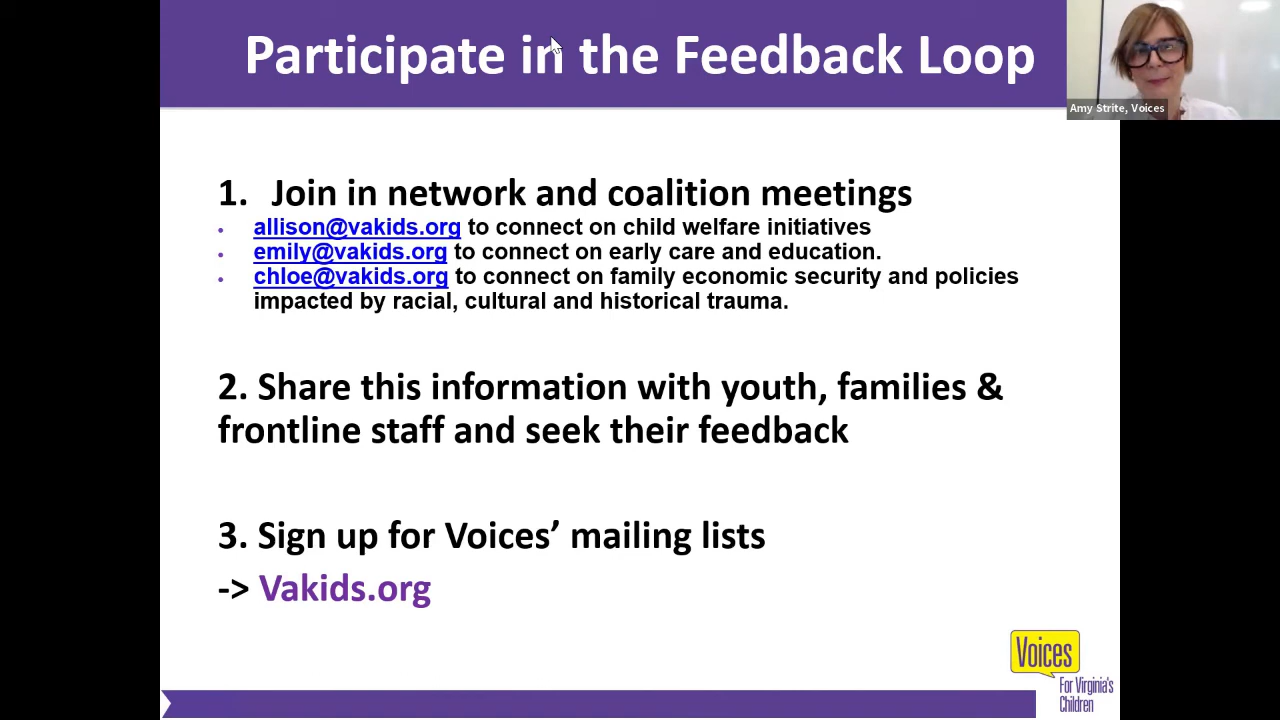 Participate in the Feedback Loop
Amy Strite, Voices
1. Join in network and coalition meetings
• allison@vakids.org to connect on child welfare initiatives
• emily@vakids.org to connect on early care and education.
• chloe@vakids.org to connect on family economic security and policies
impacted by racial, cultural and historical trauma.
2. Share this information with youth, families &
frontline staff and seek their feedback
3. Sign up for Voices’ mailing lists
-> Vakids.org
Voices
For Virginia's
Children